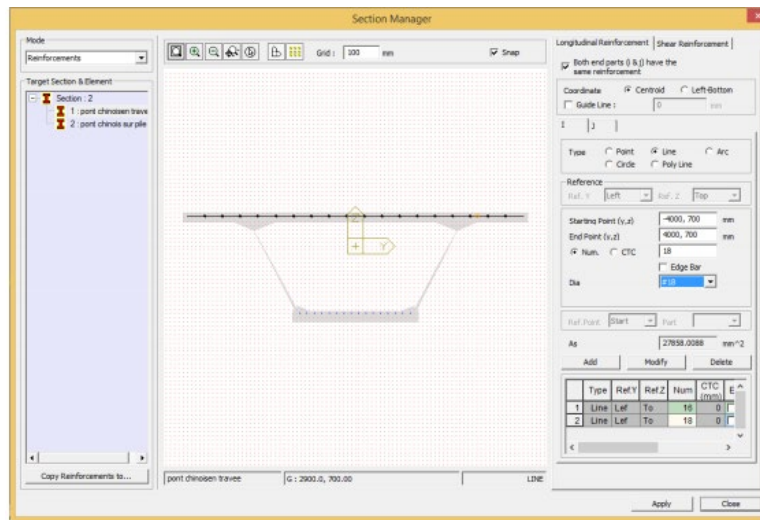 Section Manager
Mode
Reinforcements
Target Section & Element
Section : 2
1 : pont chinoisen trave
2 : pont chinois sur pile
Copy Reinforcements to...
Grid : 100 mm
Snap
Y
pont chinoisen travee
G : 2900.0, 700.00
LINE
Longitudinal Reinforcement
Shear Reinforcement
Both end parts (i & j) have the
same reinforcement
Coordinate Centroid Left-Bottom
Guide Line : 0 mm
I J
Type Point Line Arc
Circle Poly Line
Reference
Ref. Y Left Ref. Z Top
Starting Point (y,z) -4000, 700 mm
End Point (y,z) 4000, 700 mm
Num. CTC 18
Edge Bar
Dia #18
Ref.Point Start Part
As 27858.0088 mm^2
Add Modify Delete
Type Ref.Y Ref.Z Num CTC (mm) E
1 Line Lef To 16 0
2 Line Lef To 18 0
Apply Close